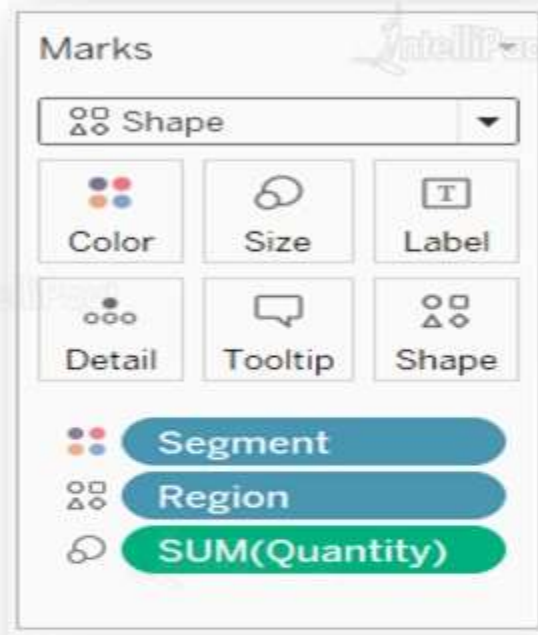 Marks
Shape
Color Size Label
Detail Tooltip Shape
Segment
Region
SUM(Quantity)